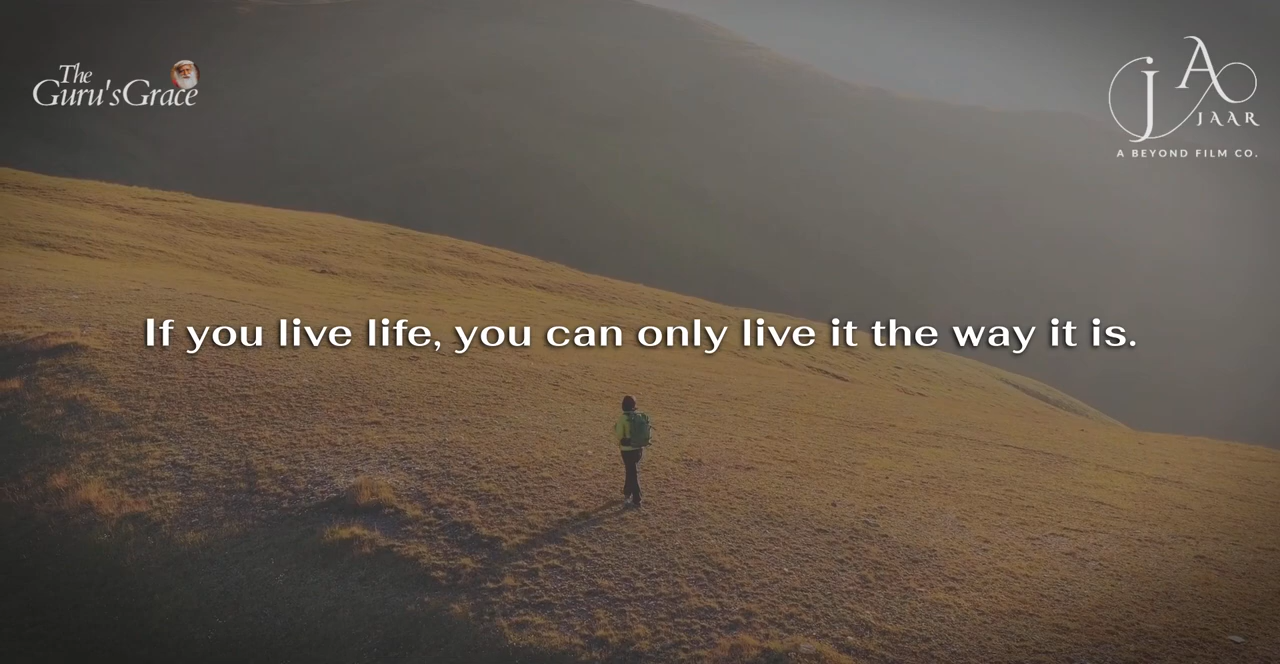 The
Guru'sGrace
JA
JAAR
A BEYOND FILM CO.
If you live life, you can only live it the way it is.